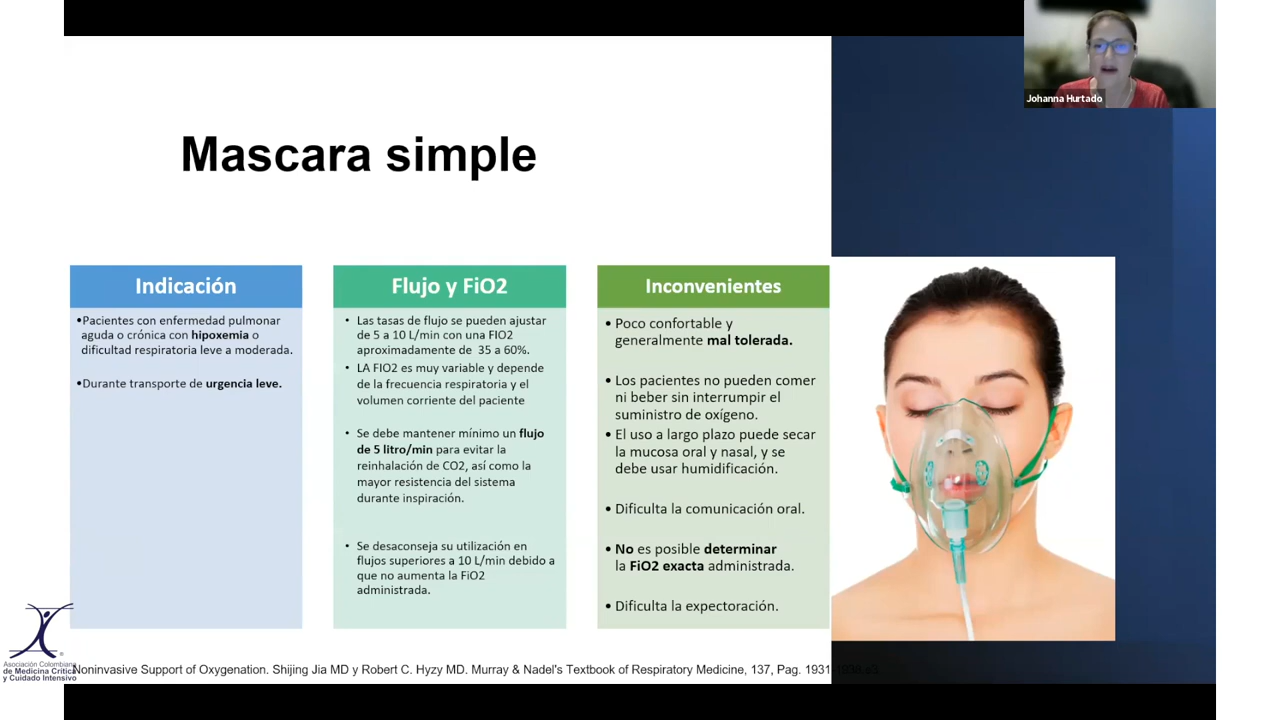 Johanna Hurtado
Mascara simple
Indicación
•Pacientes con enfermedad pulmonar
aguda o crónica con hipoxemia o
dificultad respiratoria leve a moderada.
•Durante transporte de urgencia leve.
Flujo y FiO2
• Las tasas de flujo se pueden ajustar
de 5 a 10 L/min con una FIO2
aproximadamente de 35 a 60%.
• LA FIO2 es muy variable y depende
de la frecuencia respiratoria y el
volumen corriente del paciente
• Se debe mantener mínimo un flujo
de 5 litro/min para evitar la
reinhalación de CO2, así como la
mayor resistencia del sistema
durante inspiración.
• Se desaconseja su utilización en
flujos superiores a 10 L/min debido a
que no aumenta la FiO2
administrada.
Inconvenientes
• Poco confortable y
generalmente mal tolerada.
• Los pacientes no pueden comer
ni beber sin interrumpir el
suministro de oxígeno.
• El uso a largo plazo puede secar
la mucosa oral y nasal, y se
debe usar humidificación.
• Dificulta la comunicación oral.
• No es posible determinar
la FiO2 exacta administrada.
• Dificulta la expectoración.
Asociación Colombiana
de Medicina Crítica
y Cuidado Intensivo
Noninvasive Support of Oxygenation. Shijing Jia MD y Robert C. Hyzy MD. Murray & Nadel's Textbook of Respiratory Medicine, 137, Pag. 1931